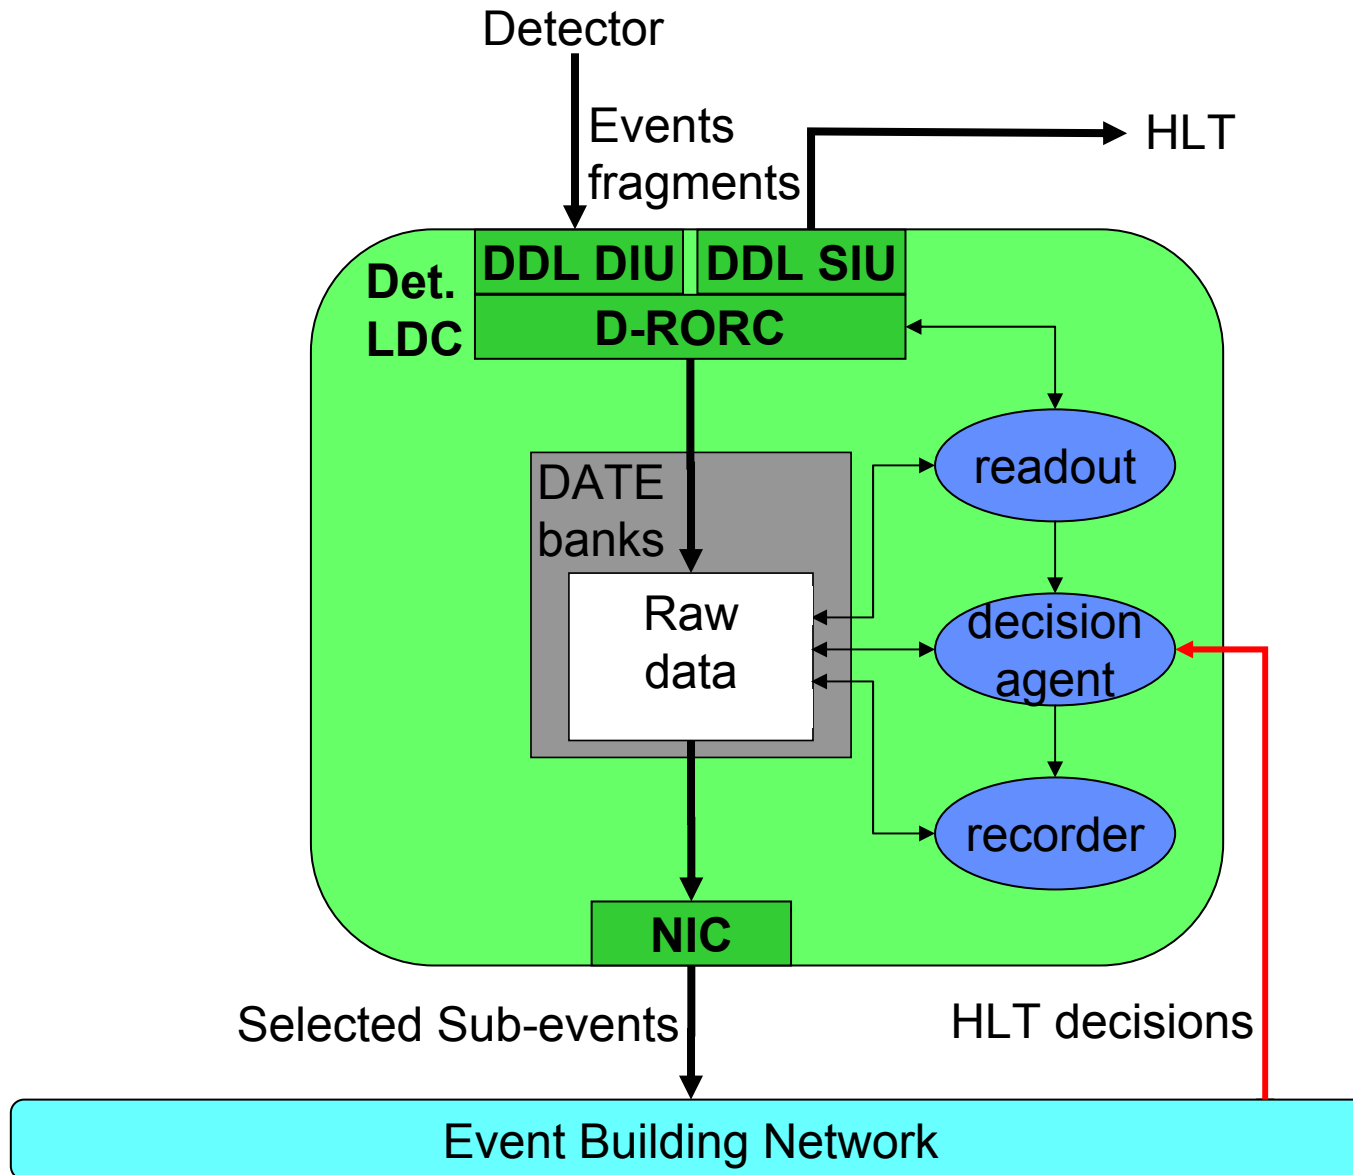 Detector
Events
fragments
HLT
DDL DIU
DDL SIU
Det.
LDC
D-RORC
DATE
banks
readout
Raw
data
decision
agent
recorder
NIC
Selected Sub-events
HLT decisions
Event Building Network